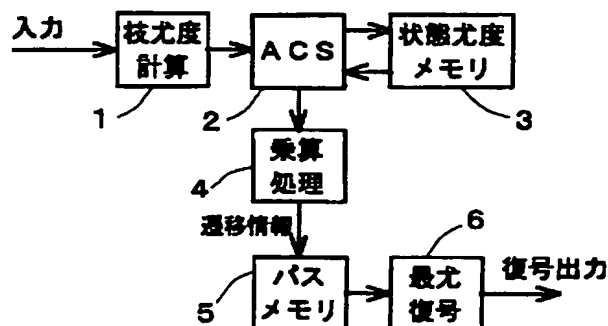 入力
枝尤度
計算
1
ACS
2
状態尤度
メモリ
3
乗算
処理
4
遷移情報
パス
メモリ
5
最尤
復号
6
復号出力